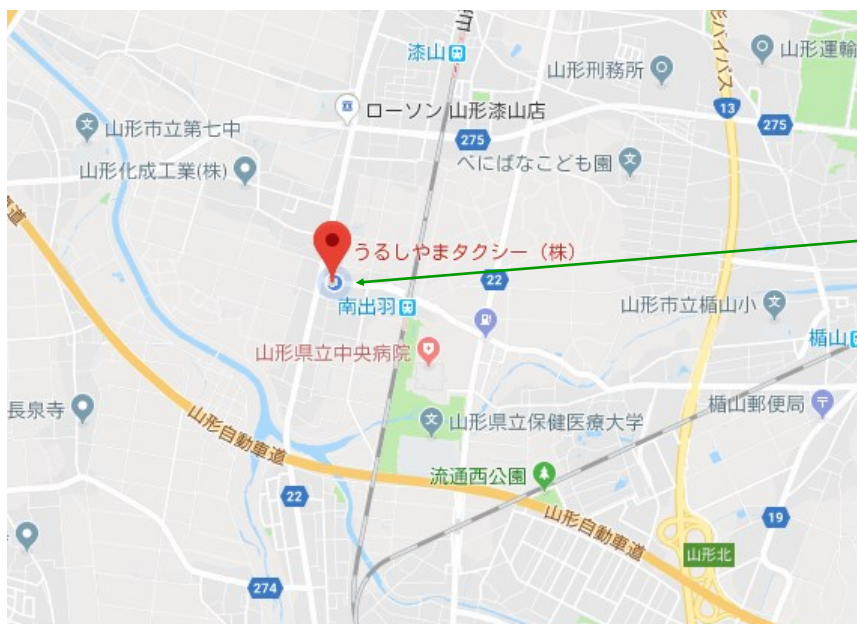 漆山
山形刑務所
山形運輸
形バイパス
13
275
ローソン 山形漆山店
275
山形市立第七中
べにばなこども園
山形化成工業(株)
道
うるしやまタクシー（株）
22
山形市立楯山小
南出羽
楯山
山形県立中央病院
長泉寺
山形県立保健医療大学
楯山郵便局
山形自動車道
流通西公園
22
山形自動車道
19
山形北
274